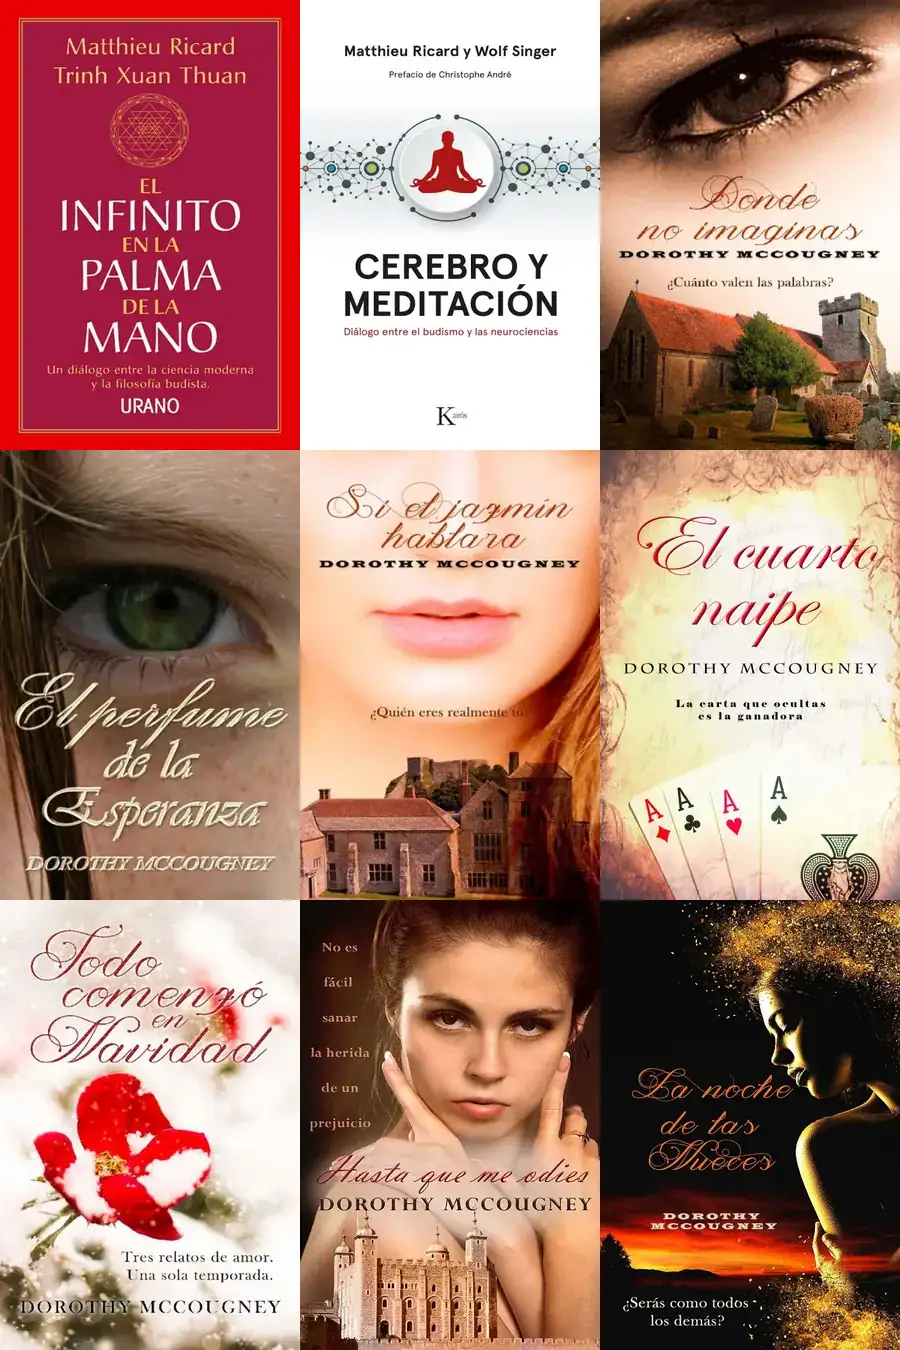 Matthieu Ricard
Trinh Xuan Thuan
EL
INFINITO
EN LA
PALMA
DE LA
MANO
Un diálogo entre la ciencia moderna
y la filosofía budista.
URANO
Matthieu Ricard y Wolf Singer
Prefacio de Christophe André
CEREBRO Y
MEDITACIÓN
Diálogo entre el budismo y las neurociencias
Kairós
Donde
no imaginas
DOROTHY MCCOUGNEY
¿Cuánto valen las palabras?
El perfume
de la
Esperanza
DOROTHY MCCOUGNEY
Si el jazmín
hablara
DOROTHY MCCOUGNEY
¿Quién eres realmente tú
El cuarto
naipe
DOROTHY MCCOUGNEY
La carta que ocultas
es la ganadora
A
A
A
A
Todo
comenzó
en
Navidad
Tres relatos de amor.
Una sola temporada.
DOROTHY MCCOUGNEY
No es
fácil
sanar
la herida
de un
prejuicio
Hasta que me odies
DOROTHY MCCOUGNEY
La noche
de las
Nueces
DOROTHY
MCCOUGNEY
¿Serás como todos
los demás?